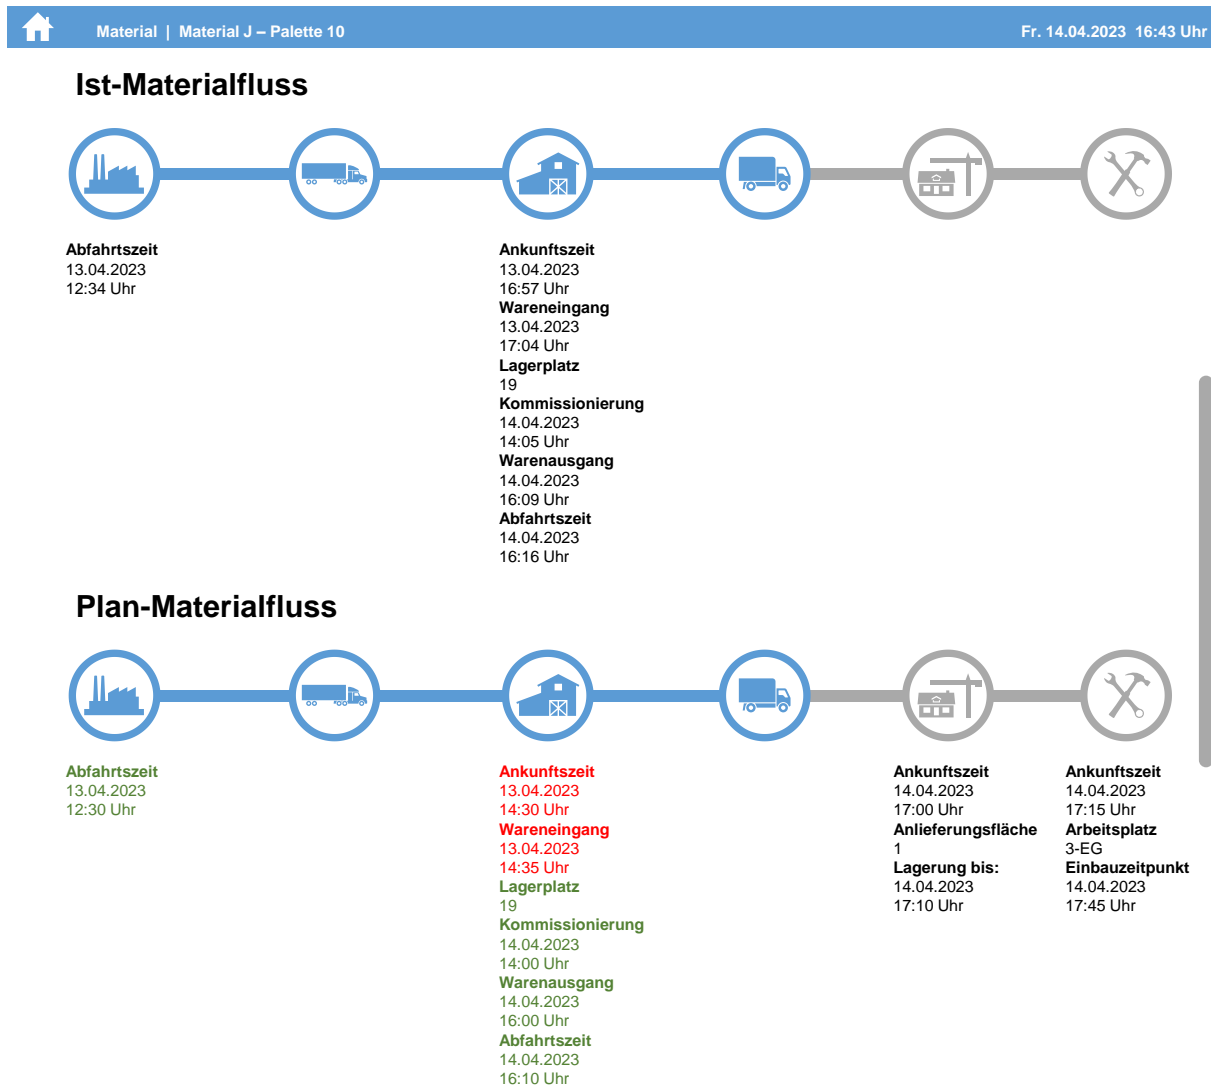 Material | Material J – Palette 10
Fr. 14.04.2023 16:43 Uhr
Ist-Materialfluss
Abfahrtszeit
13.04.2023
12:34 Uhr
Ankunftszeit
13.04.2023
16:57 Uhr
Wareneingang
13.04.2023
17:04 Uhr
Lagerplatz
19
Kommissionierung
14.04.2023
14:05 Uhr
Warenausgang
14.04.2023
16:09 Uhr
Abfahrtszeit
14.04.2023
16:16 Uhr
Plan-Materialfluss
Abfahrtszeit
13.04.2023
12:30 Uhr
Ankunftszeit
13.04.2023
14:30 Uhr
Wareneingang
13.04.2023
14:35 Uhr
Lagerplatz
19
Kommissionierung
14.04.2023
14:00 Uhr
Warenausgang
14.04.2023
16:00 Uhr
Abfahrtszeit
14.04.2023
16:10 Uhr
Ankunftszeit
14.04.2023
17:00 Uhr
Anlieferungsfläche
1
Lagerung bis:
14.04.2023
17:10 Uhr
Ankunftszeit
14.04.2023
17:15 Uhr
Arbeitsplatz
3-EG
Einbauzeitpunkt
14.04.2023
17:45 Uhr